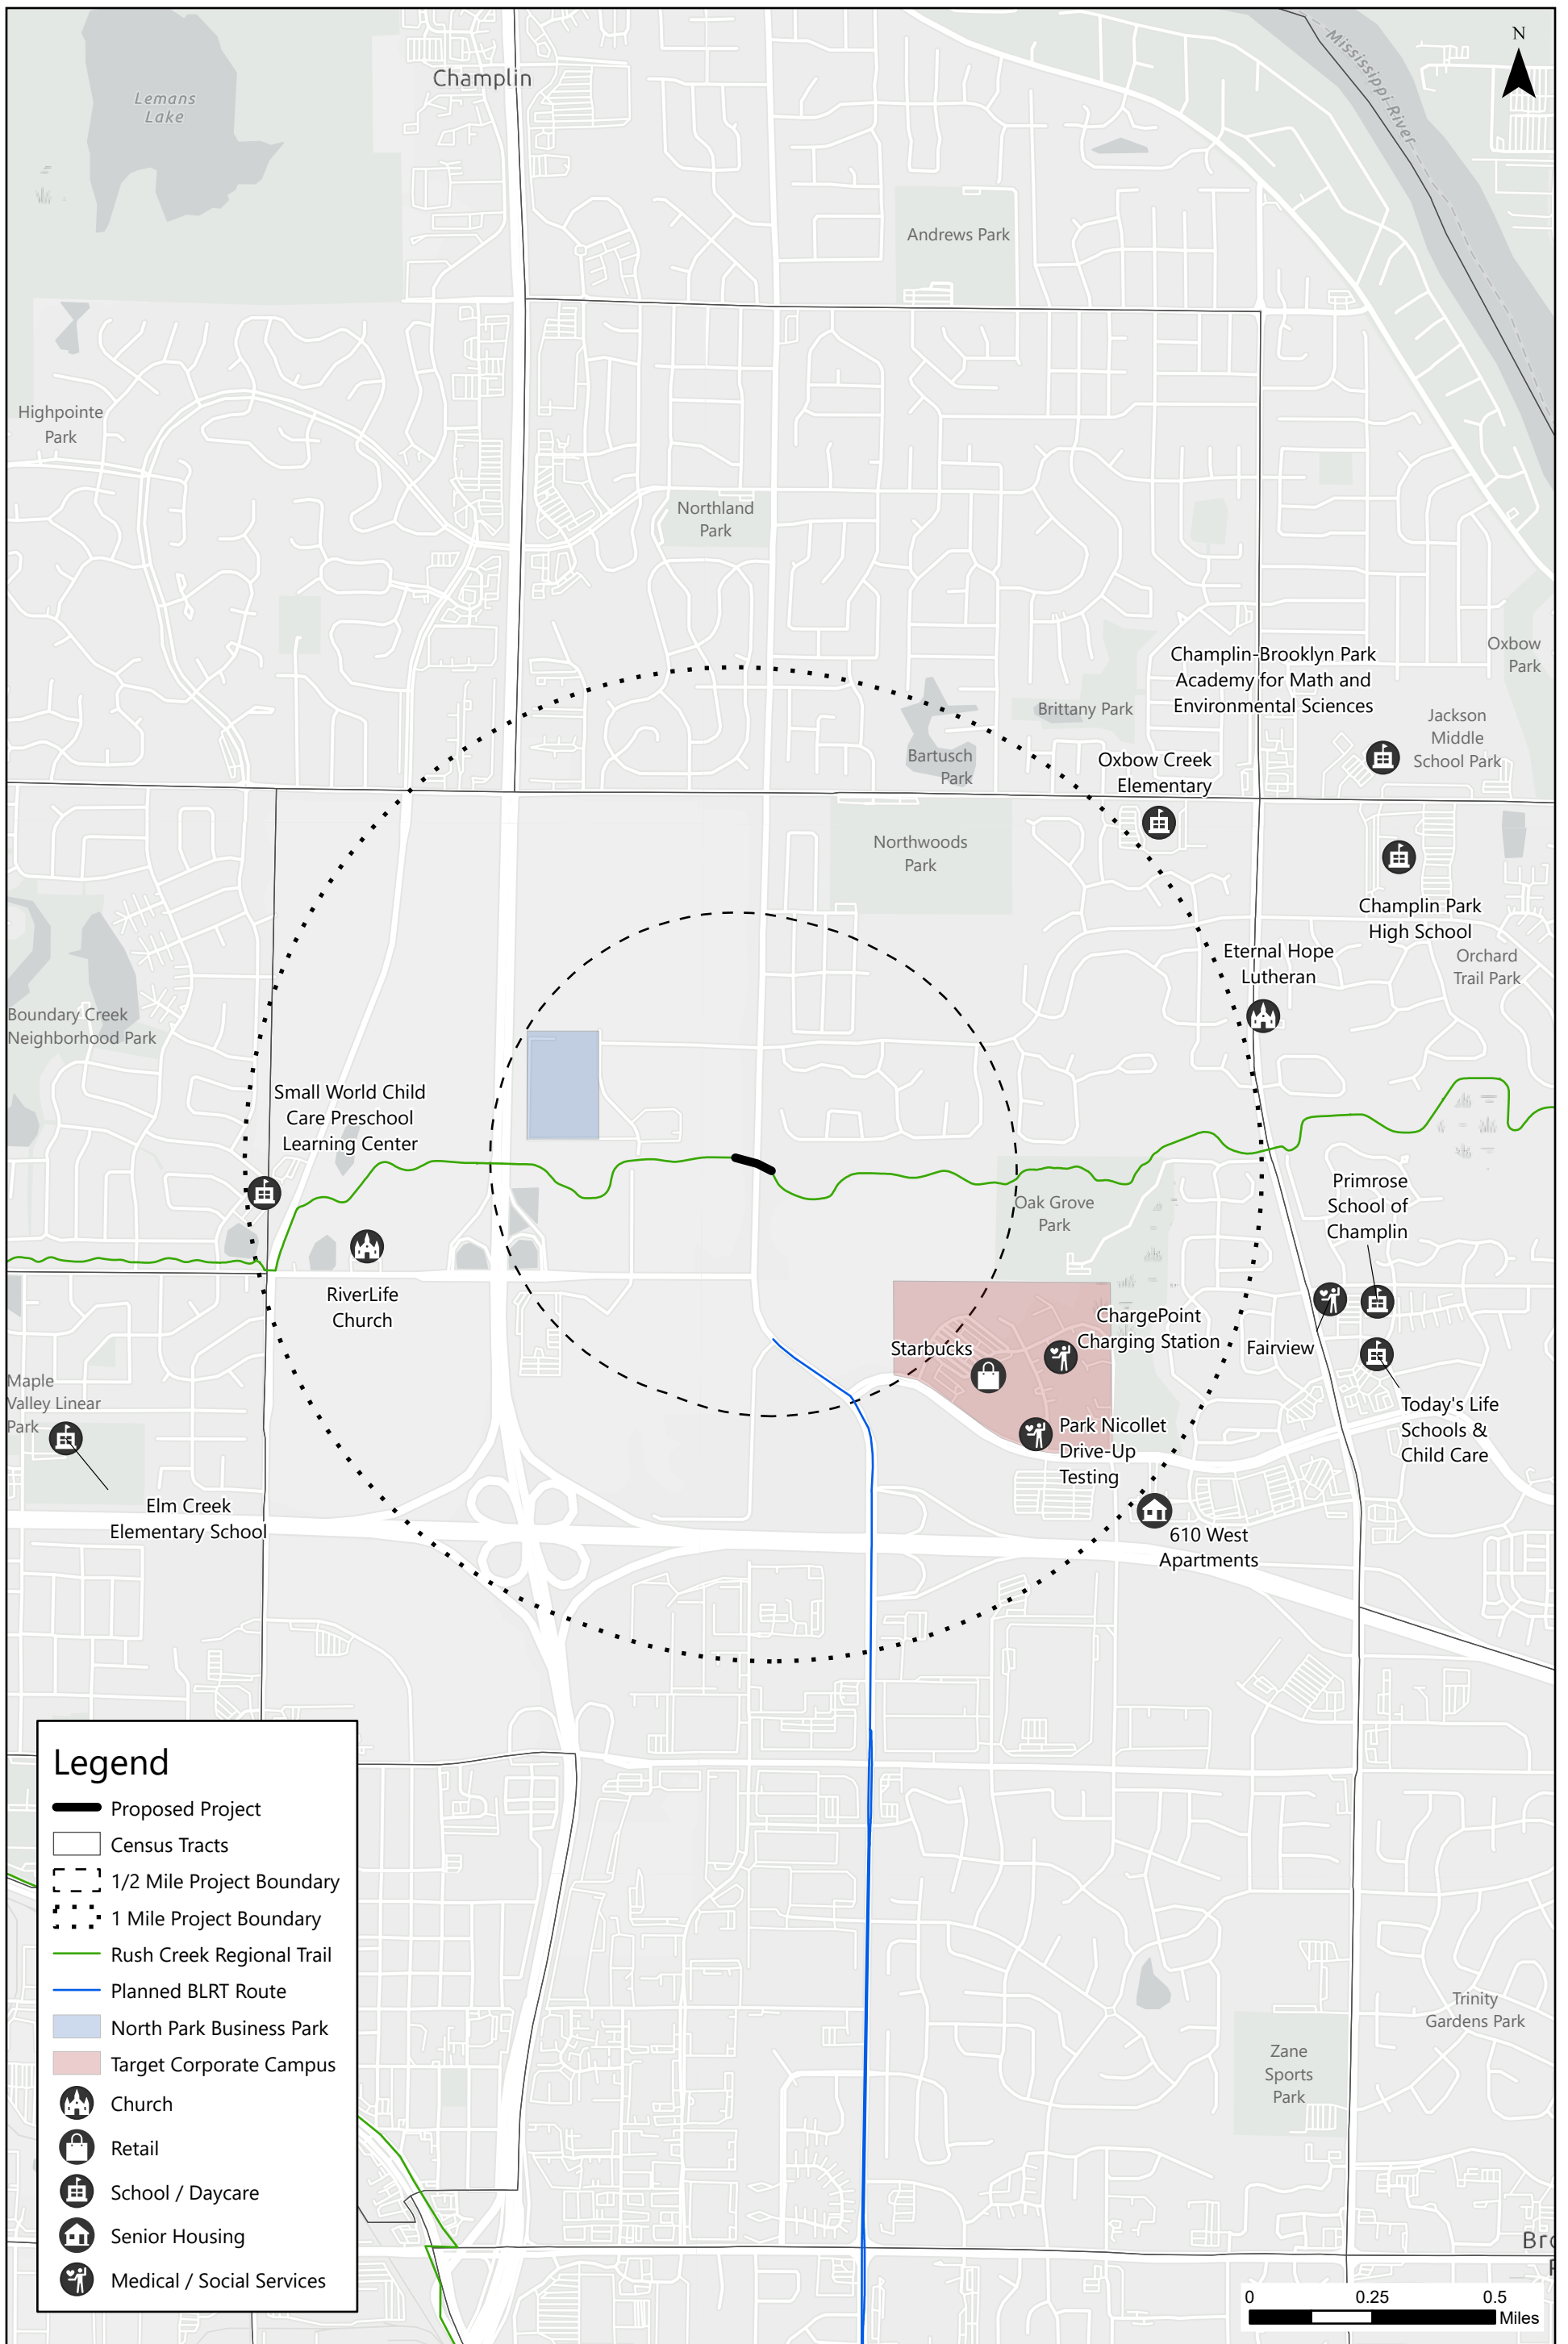 N
Mississippi River
Champlin
Lemans
Lake
Andrews Park
Highpointe
Park
Northland
Park
Oxbow
Park
Champlin-Brooklyn Park
Academy for Math and
Environmental Sciences
Brittany Park
Jackson
Middle
School Park
Bartusch
Park
Oxbow Creek
Elementary
Northwoods
Park
Champlin Park
High School
Eternal Hope
Lutheran
Orchard
Trail Park
Boundary Creek
Neighborhood Park
Small World Child
Care Preschool
Learning Center
Primrose
School of
Champlin
Oak Grove
Park
RiverLife
Church
ChargePoint
Charging Station
Starbucks
Fairview
Maple
Valley Linear
Park
Today's Life
Schools &
Child Care
Park Nicollet
Drive-Up
Testing
Elm Creek
Elementary School
610 West
Apartments
Legend
Proposed Project
Census Tracts
1/2 Mile Project Boundary
1 Mile Project Boundary
Rush Creek Regional Trail
Planned BLRT Route
North Park Business Park
Target Corporate Campus
Church
Retail
School / Daycare
Senior Housing
Medical / Social Services
Trinity
Gardens Park
Zane
Sports
Park
Bro
0 0.25 0.5
Miles